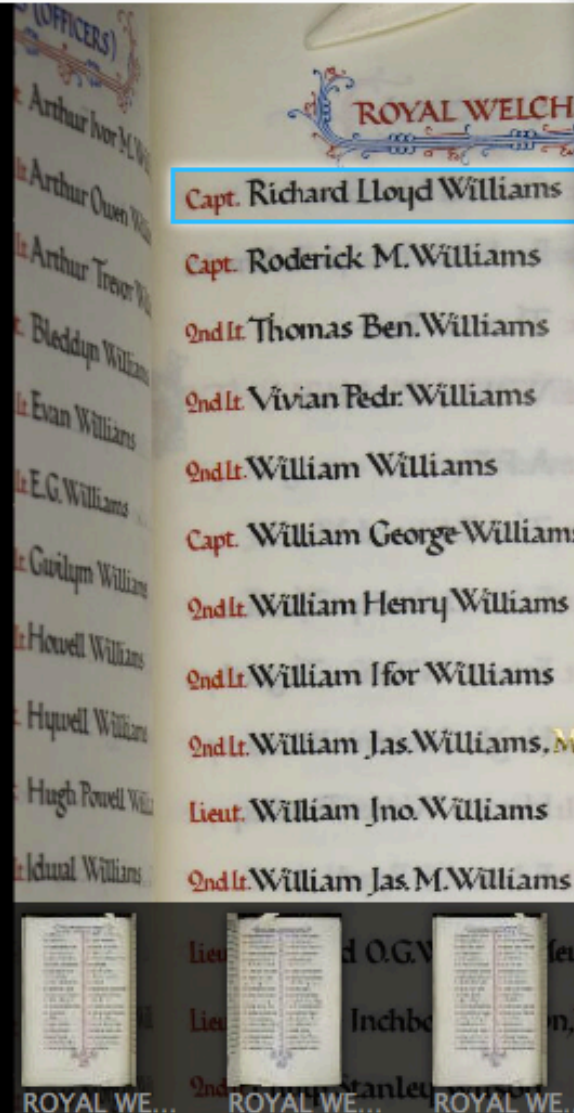 (OFFICERS)
Arthur Ivor M.
Arthur Owen
Arthur Trevor
Bleddyn Williams
Evan Williams
E.G. Williams
Gwilym Williams
Howell Williams
Hywell Williams
Hugh Powell
Idwal Williams
ROYAL WELCH
Capt. Richard Lloyd Williams
Capt. Roderick M. Williams
2nd Lt. Thomas Ben. Williams
2nd Lt. Vivian Pedr. Williams
2nd Lt. William Williams
Capt. William George Williams
2nd Lt. William Henry Williams
2nd Lt. William Ifor Williams
2nd Lt. William Jas. Williams, M
Lieut. William Jno. Williams
2nd Lt. William Jas. M. Williams
O.G.
2nd Stanley
ROYAL WE... ROYAL WE... ROYAL WE...